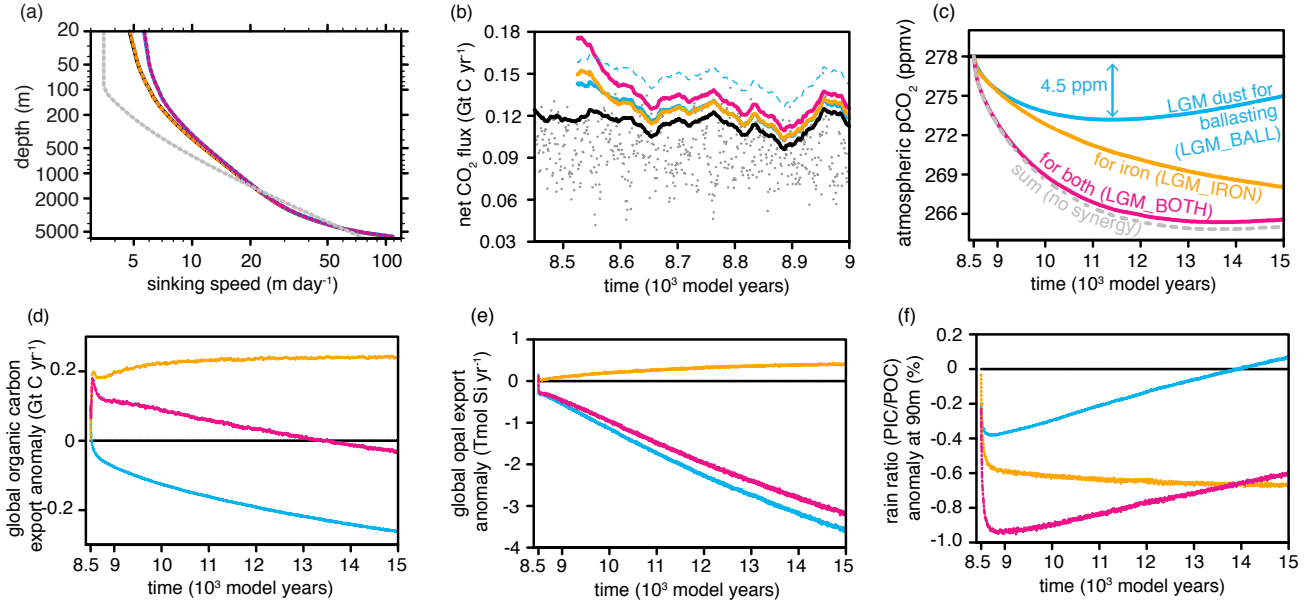 (a)
20
50
100
200
500
1000
2000
5000
depth (m)
5
10
20
50
100
sinking speed (m day⁻¹)
(b)
0.18
0.15
0.12
0.09
0.06
0.03
net CO₂ flux (Gt C yr⁻¹)
8.5
8.6
8.7
8.8
8.9
9
time (10³ model years)
(c)
278
275
272
269
266
atmospheric pCO₂ (ppmv)
4.5 ppm
LGM dust for
ballasting
(LGM_BALL)
for iron (LGM_IRON)
for both (LGM_BOTH)
sum (no synergy)
8.5
9
10
11
12
13
14
15
time (10³ model years)
(d)
0.2
0
-0.2
global organic carbon
export anomaly (Gt C yr⁻¹)
8.5
9
10
11
12
13
14
15
time (10³ model years)
(e)
1
0
-1
-2
-3
-4
global opal export
anomaly (Tmol Si yr⁻¹)
8.5
9
10
11
12
13
14
15
time (10³ model years)
(f)
0.2
0
-0.2
-0.4
-0.6
-0.8
-1.0
rain ratio (PIC/POC)
anomaly at 90m (%)
8.5
9
10
11
12
13
14
15
time (10³ model years)